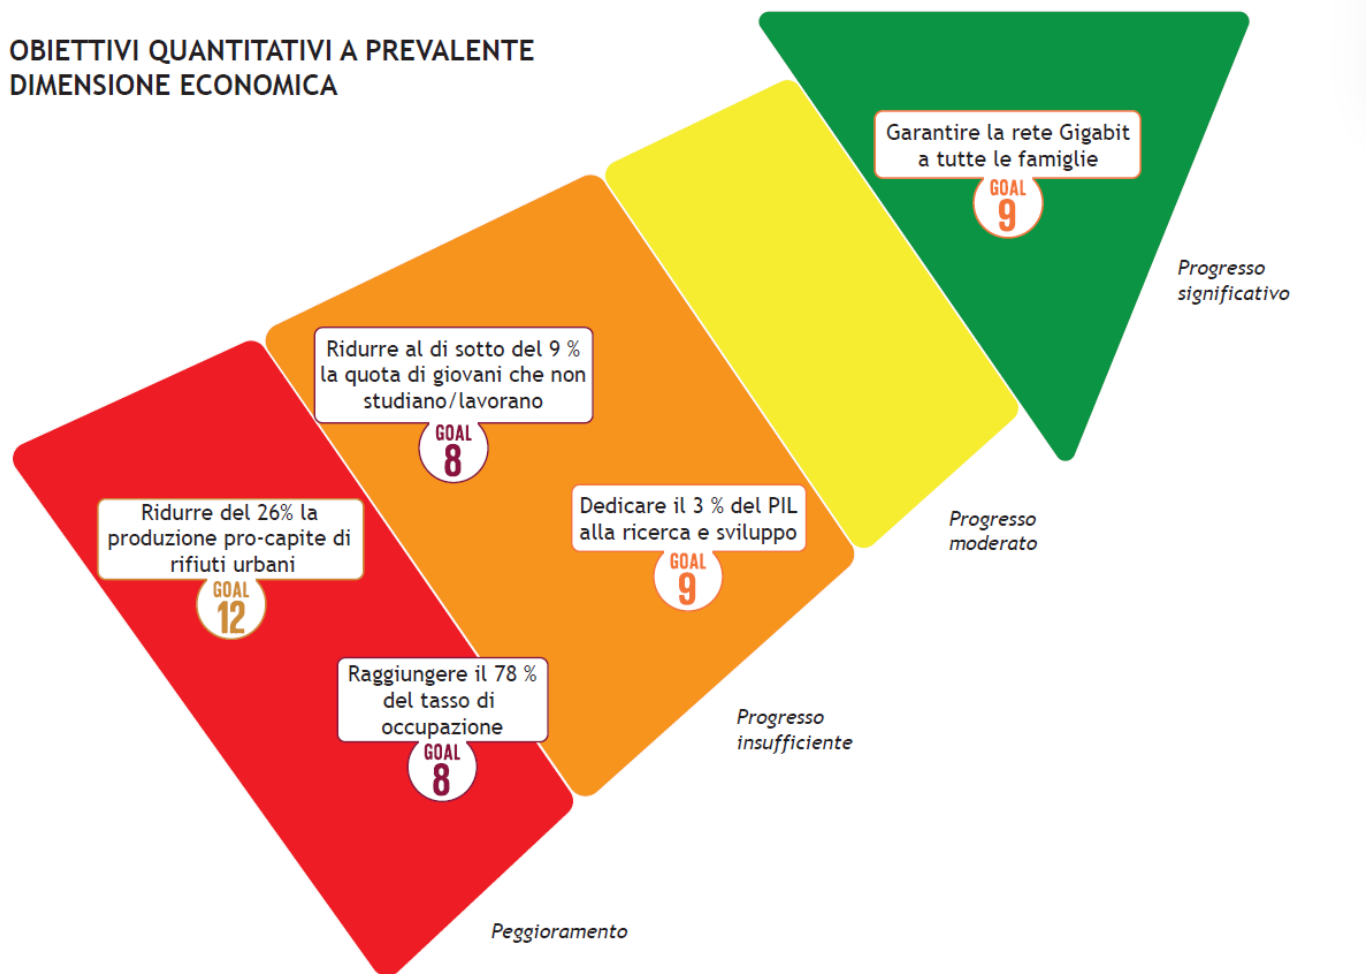 OBIETTIVI QUANTITATIVI A PREVALENTE
DIMENSIONE ECONOMICA
Garantire la rete Gigabit
a tutte le famiglie
GOAL
9
Progresso
significativo
Ridurre al di sotto del 9 %
la quota di giovani che non
studiano/lavorano
GOAL
8
Dedicare il 3 % del PIL
alla ricerca e sviluppo
GOAL
9
Progresso
moderato
Ridurre del 26% la
produzione pro-capite di
rifiuti urbani
GOAL
12
Raggiungere il 78 %
del tasso di
occupazione
GOAL
8
Progresso
insufficiente
Peggioramento